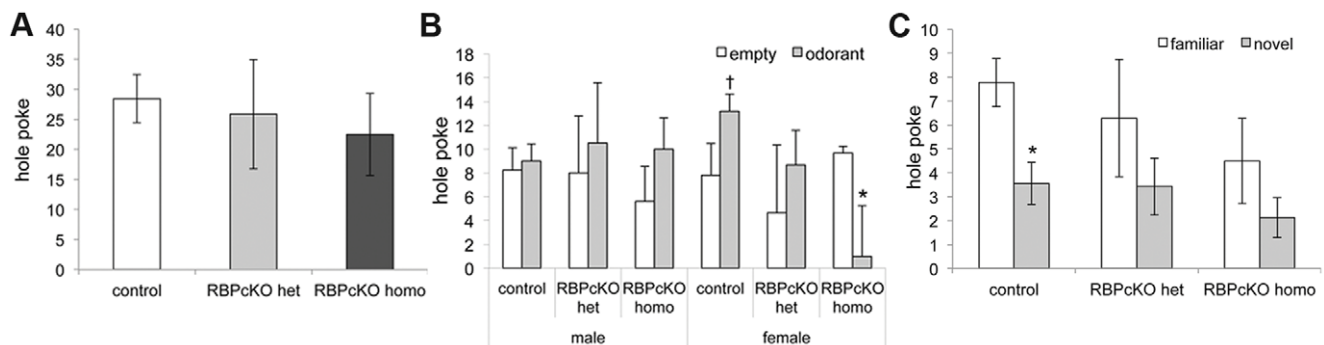 A
hole poke
40
35
30
25
20
15
10
5
0
control RBPcKO het RBPcKO homo
B
hole poke
empty odorant
18
16
14
12
10
8
6
4
2
0
†
*
control RBPcKO RBPcKO control RBPcKO RBPcKO
het homo het homo
male female
C
hole poke
familiar novel
10
9
8
7
6
5
4
3
2
1
0
*
control RBPcKO het RBPcKO homo